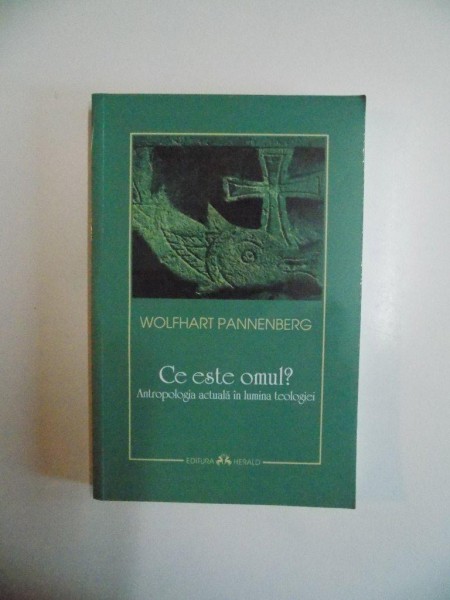 WOLFHART PANNENBERG
Ce este omul?
Antropologia actuală în lumina teologiei
EDITURA HERALD